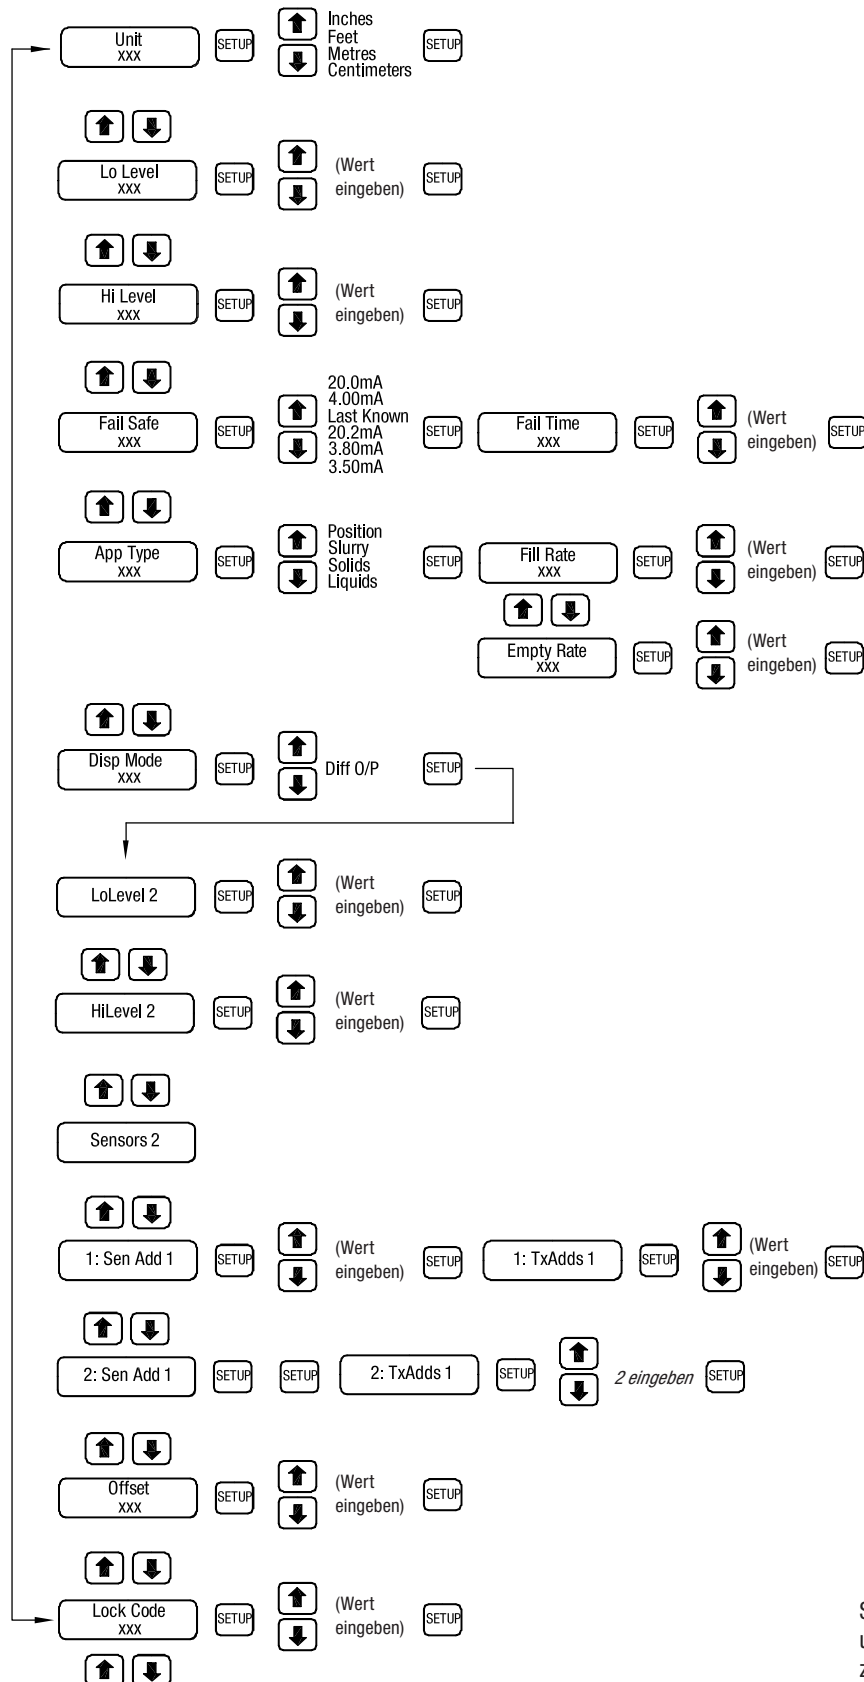 Unit
xxx
SETUP
Inches
Feet
Metres
Centimeters
SETUP
Lo Level
xxx
SETUP
(Wert
eingeben)
SETUP
Hi Level
xxx
SETUP
(Wert
eingeben)
SETUP
Fail Safe
xxx
SETUP
20.0mA
4.00mA
Last Known
20.2mA
3.80mA
3.50mA
SETUP
Fail Time
xxx
SETUP
(Wert
eingeben)
SETUP
App Type
xxx
SETUP
Position
Slurry
Solids
Liquids
SETUP
Fill Rate
xxx
SETUP
(Wert
eingeben)
SETUP
Empty Rate
xxx
SETUP
(Wert
eingeben)
SETUP
Disp Mode
xxx
SETUP
Diff O/P
SETUP
LoLevel 2
SETUP
(Wert
eingeben)
SETUP
HiLevel 2
SETUP
(Wert
eingeben)
SETUP
Sensors 2
1: Sen Add 1
SETUP
(Wert
eingeben)
SETUP
1: TxAdds 1
SETUP
(Wert
eingeben)
SETUP
2: Sen Add 1
SETUP
SETUP
2: TxAdds 1
SETUP
2 eingeben
SETUP
Offset
xxx
SETUP
(Wert
eingeben)
SETUP
Lock Code
xxx
SETUP
(Wert
eingeben)
SETUP